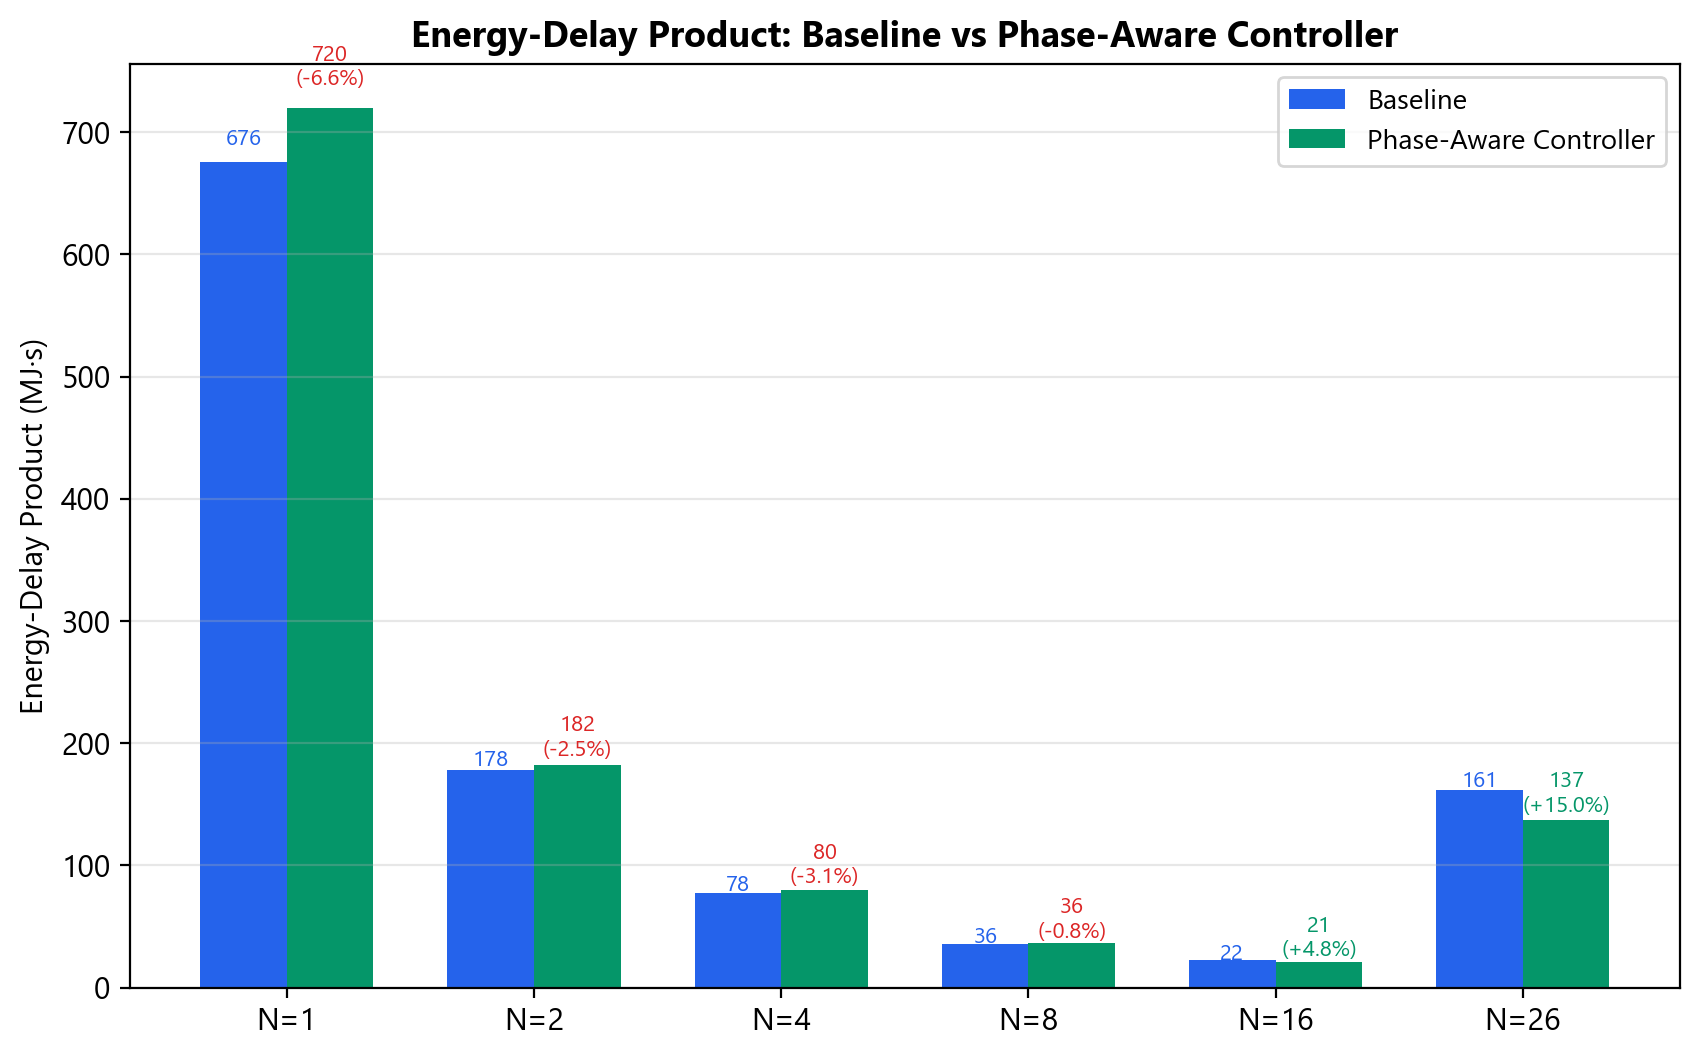 Energy-Delay Product: Baseline vs Phase-Aware Controller
Baseline
Phase-Aware Controller
Energy-Delay Product (MJ·s)
700
600
500
400
300
200
100
0
676
720
(-6.6%)
178
182
(-2.5%)
78
80
(-3.1%)
36
36
(-0.8%)
22
21
(+4.8%)
161
137
(+15.0%)
N=1
N=2
N=4
N=8
N=16
N=26